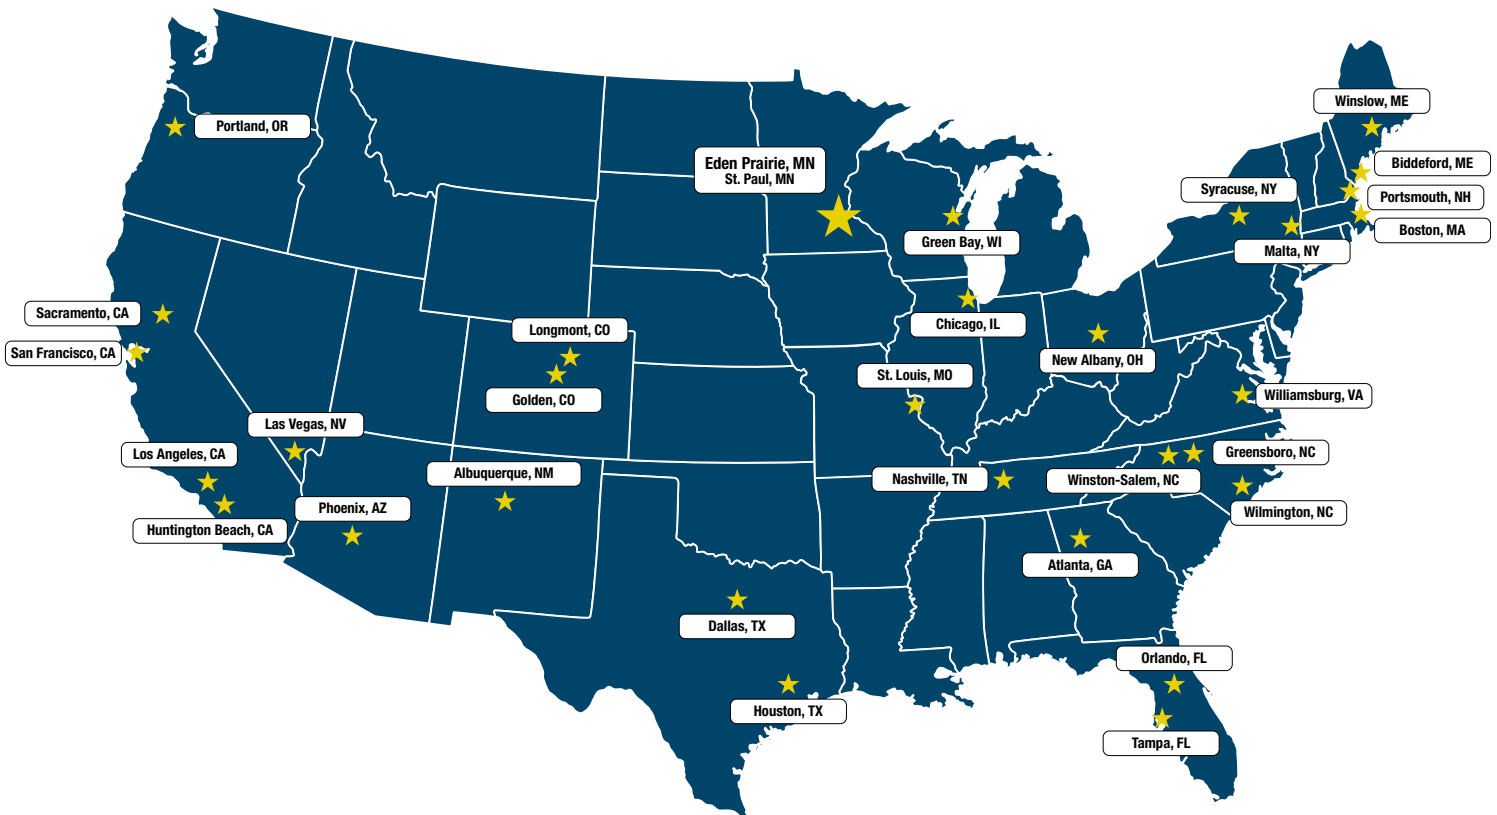 Winslow, ME
Portland, OR
Eden Prairie, MN
St. Paul, MN
Biddeford, ME
Syracuse, NY
Portsmouth, NH
Boston, MA
Green Bay, WI
Malta, NY
Sacramento, CA
Longmont, CO
Chicago, IL
San Francisco, CA
New Albany, OH
St. Louis, MO
Golden, CO
Williamsburg, VA
Las Vegas, NV
Los Angeles, CA
Greensboro, NC
Albuquerque, NM
Nashville, TN
Winston-Salem, NC
Phoenix, AZ
Wilmington, NC
Huntington Beach, CA
Atlanta, GA
Dallas, TX
Orlando, FL
Houston, TX
Tampa, FL